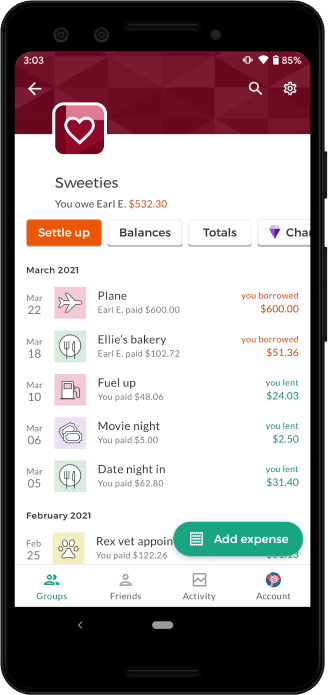 3:03 85%
Sweeties
You owe Earl E. $532.30
Settle up Balances Totals
March 2021
Mar 22 Plane you borrowed
Earl E. paid $600.00 $600.00
Mar 18 Ellie's bakery you borrowed
Earl E. paid $102.72 $51.36
Mar 10 Fuel up you lent
You paid $48.06 $24.03
Mar 06 Movie night you lent
You paid $5.00 $2.50
Mar 05 Date night in you lent
You paid $62.80 $31.40
February 2021
Feb 25 Rex vet
You paid $122.26
Add expense
Groups Friends Activity Account